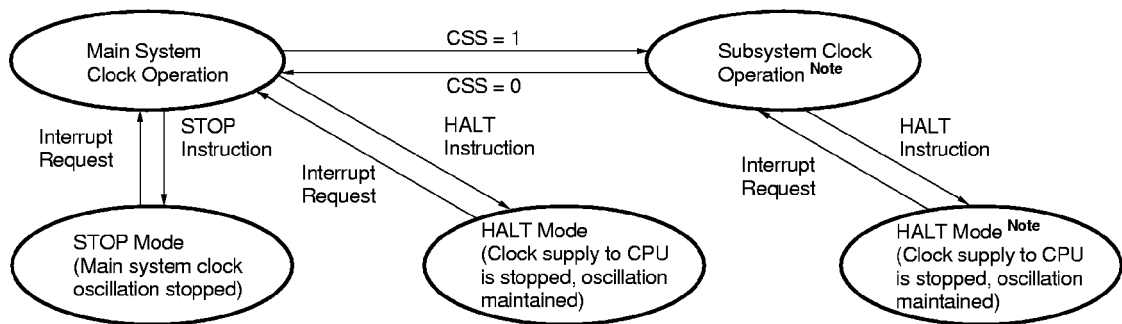 Main System
Clock Operation
CSS = 1
CSS = 0
Subsystem Clock
Operation Note
Interrupt
Request
STOP
Instruction
HALT
Instruction
Interrupt
Request
HALT
Instruction
Interrupt
Request
STOP Mode
(Main system clock
oscillation stopped)
HALT Mode
(Clock supply to CPU
is stopped, oscillation
maintained)
HALT Mode Note
(Clock supply to CPU
is stopped, oscillation
maintained)